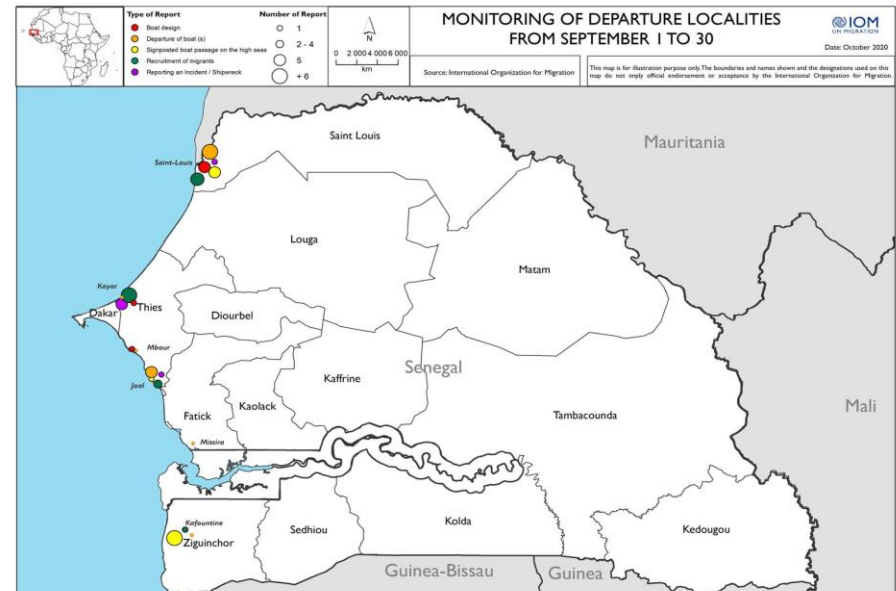 Type of Report
Boat design
Departure of boat (s)
Signposted boat passage on the high seas
Recruitment of migrants
Reporting an Incident / Shipwreck
Number of Report
1
2 - 4
5
+ 6
N
0 2 000 4 000 6 000
km
MONITORING OF DEPARTURE LOCALITIES
FROM SEPTEMBER 1 TO 30
IOM
UN MIGRATION
Date: October 2020
Source: International Organization for Migration
This map is for illustration purpose only. The boundaries and names shown and the designations used on this
map do not imply official endorsement or acceptance by the International Organization for Migration.
Saint Louis
Mauritania
Saint-Louis
Louga
Matam
Kayar
Dakar
Thies
Diourbel
Mbour
Senegal
Kaffrine
Joal
Kaolack
Mali
Fatick
Tambacounda
Missira
Kafountine
Ziguinchor
Sedhiou
Kolda
Kedougou
Guinea-Bissau
Guinea